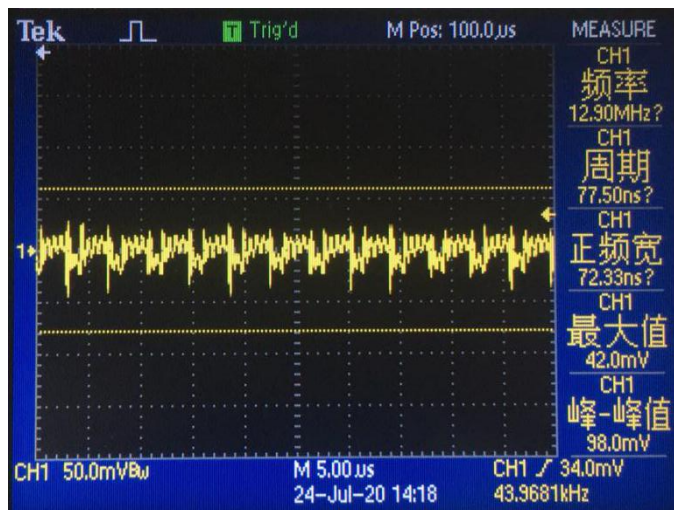 Tek T Trig'd M Pos: 100.0µs MEASURE
CH1
频率
12.90MHz?
CH1
周期
77.50ns?
CH1
正频宽
72.33ns?
CH1
最大值
42.0mV
CH1
峰-峰值
98.0mV
1
CH1 50.0mVBw M 5.00µs CH1 34.0mV
24-Jul-20 14:18 43.9681kHz